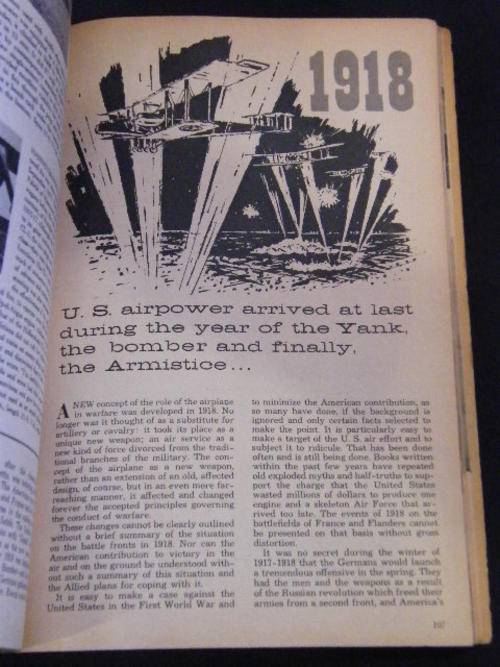 1918
U. S. airpower arrived at last
during the year of the Yank,
the bomber and finally,
the Armistice...
A NEW concept of the role of the airplane
in warfare was developed in 1918. No
longer was it thought of as a substitute for
artillery or cavalry: it took its place as a
unique new weapon; an air service as a
new kind of force divorced from the tradi-
tional branches of the military. The con-
cept of the airplane as a new weapon,
rather than an extension of an old, affected
design, of course, but in an even more far-
reaching manner, it affected and changed
forever the accepted principles governing
the conduct of warfare.
These changes cannot be clearly outlined
without a brief summary of the situation
on the battle fronts in 1918. Nor can the
American contribution to victory in the
air and on the ground be understood with-
out such a summary of this situation and
the Allied plans for coping with it.
It is easy to make a case against the
United States in the First World War and
to minimize the American contribution, as
so many have done, if the background is
ignored and only certain facts selected to
make the point. It is particularly easy to
make a target of the U. S. air effort and to
subject it to ridicule. That has been done
often and is still being done. Books written
within the past few years have repeated
old exploded myths and half-truths to sup-
port the charge that the United States
wasted millions of dollars to produce one
engine and a skeleton Air Force that ar-
rived too late. The events of 1918 on the
battlefields of France and Flanders cannot
be presented on that basis without gross
distortion.
It was no secret during the winter of
1917-1918 that the Germans would launch
a tremendous offensive in the spring. They
had the men and the weapons as a result
of the Russian revolution which freed their
armies from a second front, and America's